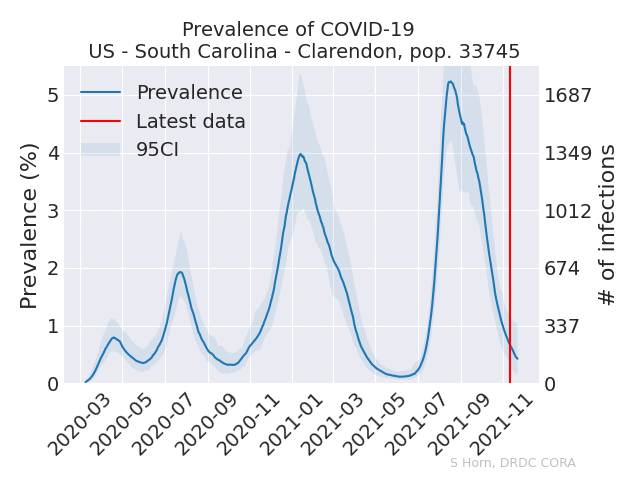 Prevalence of COVID-19
US - South Carolina - Clarendon, pop. 33745
Prevalence
Latest data
95CI
Prevalence (%)
5
4
3
2
1
0
1687
1349
1012
674
337
0
# of infections
2020-03
2020-05
2020-07
2020-09
2020-11
2021-01
2021-03
2021-05
2021-07
2021-09
2021-11
S Horn, DRDC CORA